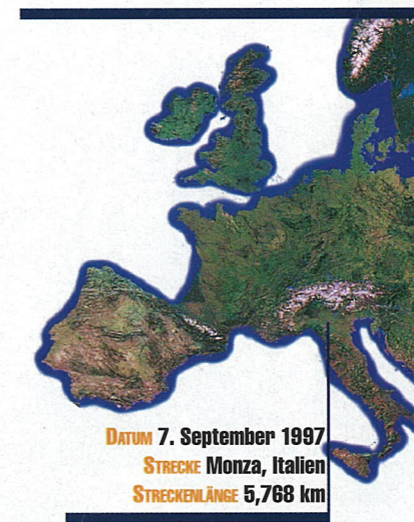 DATUM 7. September 1997
STRECKE Monza, Italien
STRECKENLÄNGE 5,768 km